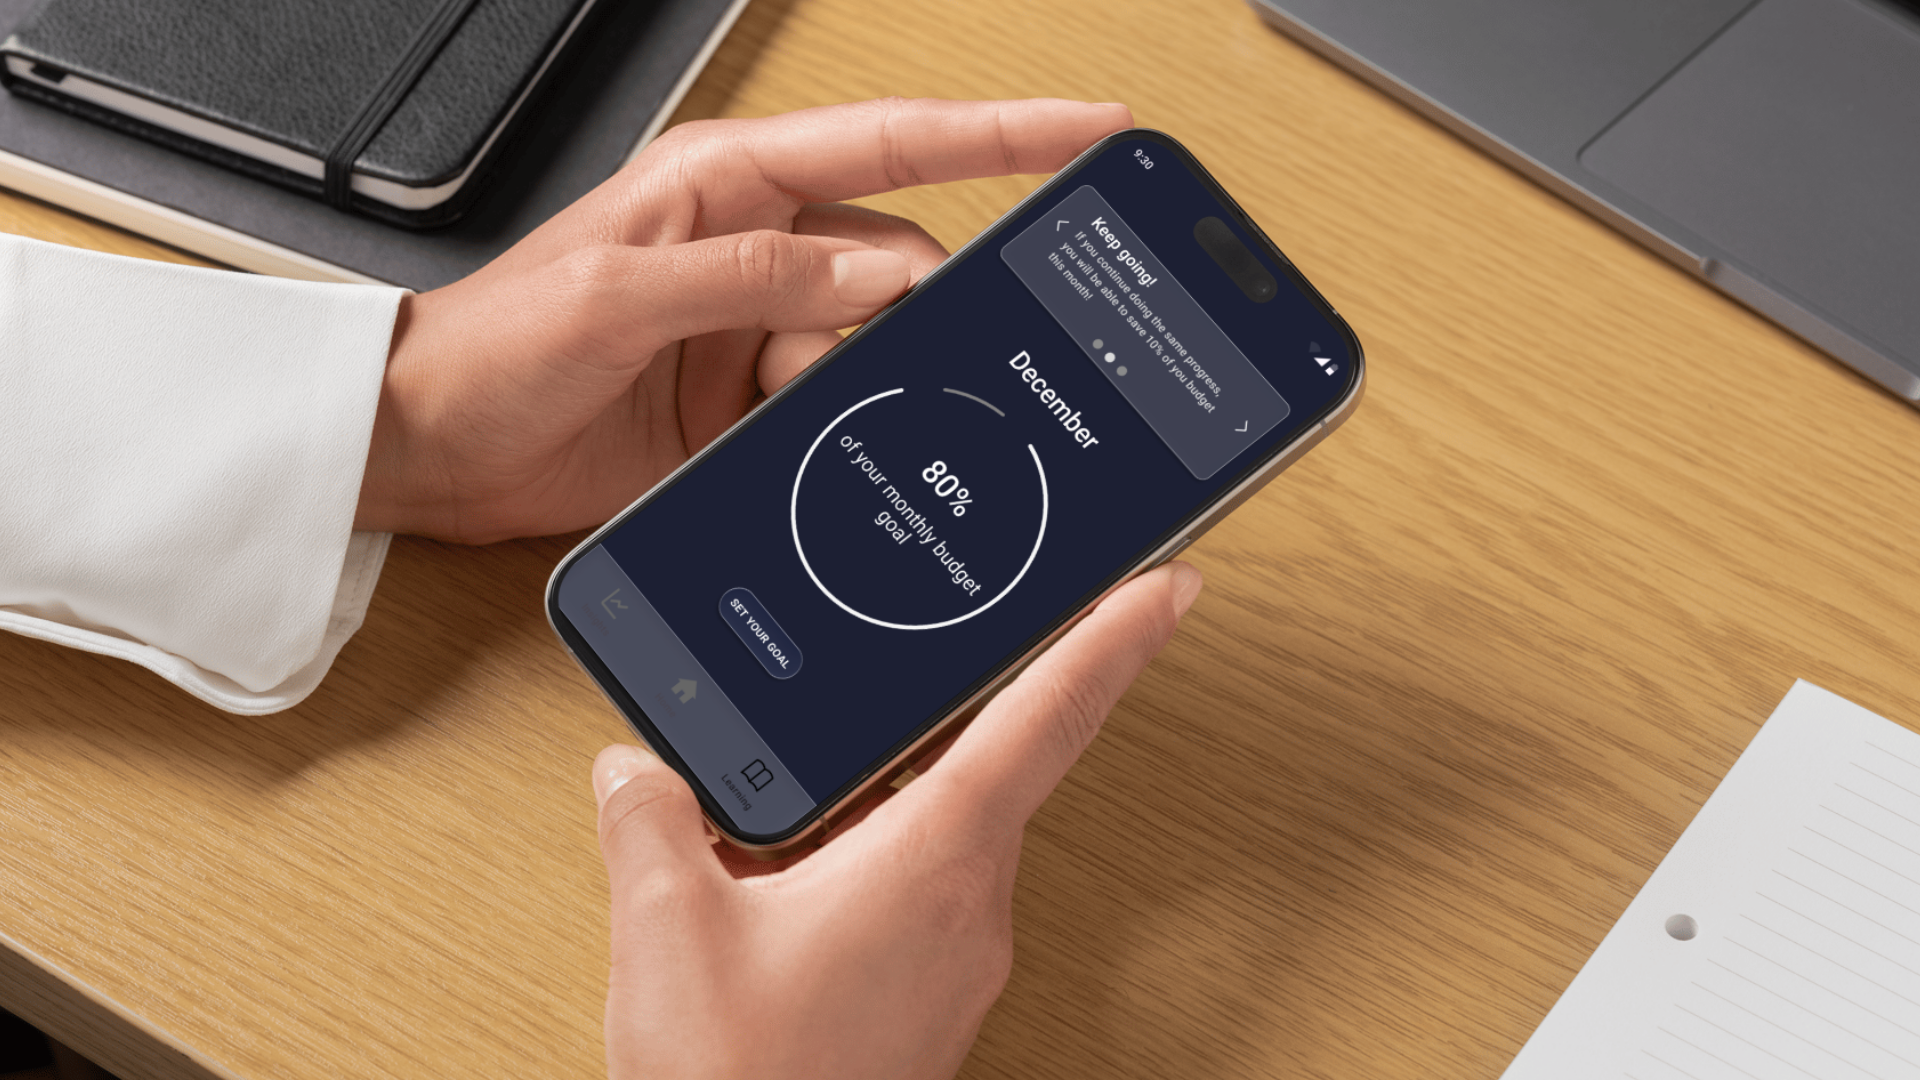 9:30
Keep going!
If you continue doing the same progress,
you will be able to save 10% of you budget
this month!
December
80%
of your monthly budget
goal
SET YOUR GOAL
Learning